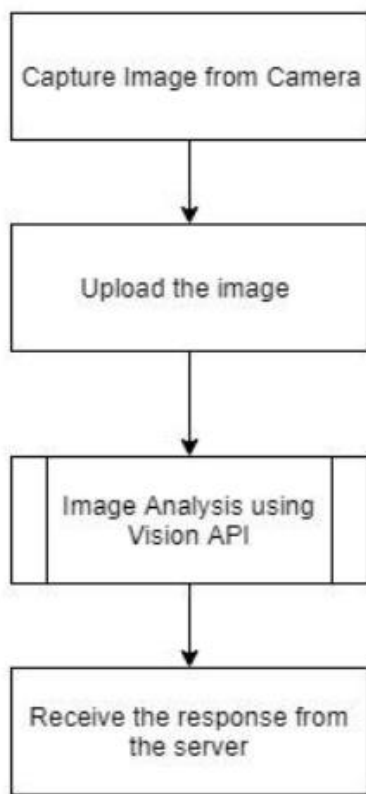 Capture Image from Camera
Upload the image
Image Analysis using
Vision API
Receive the response from
the server